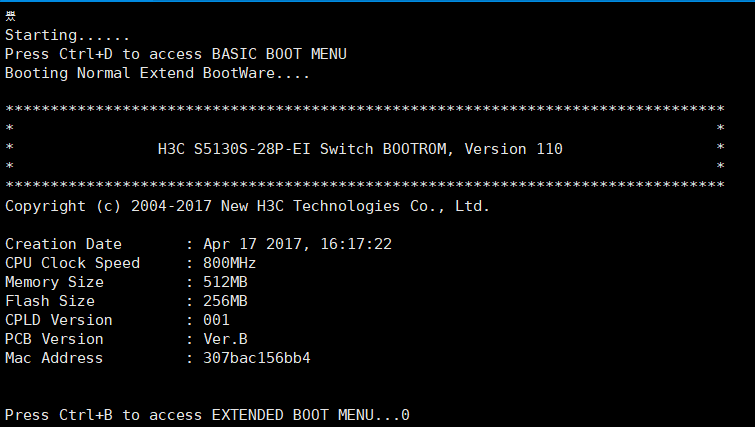 Starting......
Press Ctrl+D to access BASIC BOOT MENU
Booting Normal Extend BootWare....
********************************************************************************
* *
* H3C S5130S-28P-EI Switch BOOTROM, Version 110 *
* *
********************************************************************************
Copyright (c) 2004-2017 New H3C Technologies Co., Ltd.
Creation Date : Apr 17 2017, 16:17:22
CPU Clock Speed : 800MHz
Memory Size : 512MB
Flash Size : 256MB
CPLD Version : 001
PCB Version : Ver.B
Mac Address : 307bac156bb4
Press Ctrl+B to access EXTENDED BOOT MENU...0